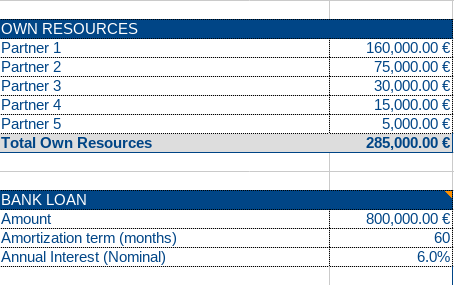 OWN RESOURCES
Partner 1 160,000.00 €
Partner 2 75,000.00 €
Partner 3 30,000.00 €
Partner 4 15,000.00 €
Partner 5 5,000.00 €
Total Own Resources 285,000.00 €
BANK LOAN
Amount 800,000.00 €
Amortization term (months) 60
Annual Interest (Nominal) 6.0%